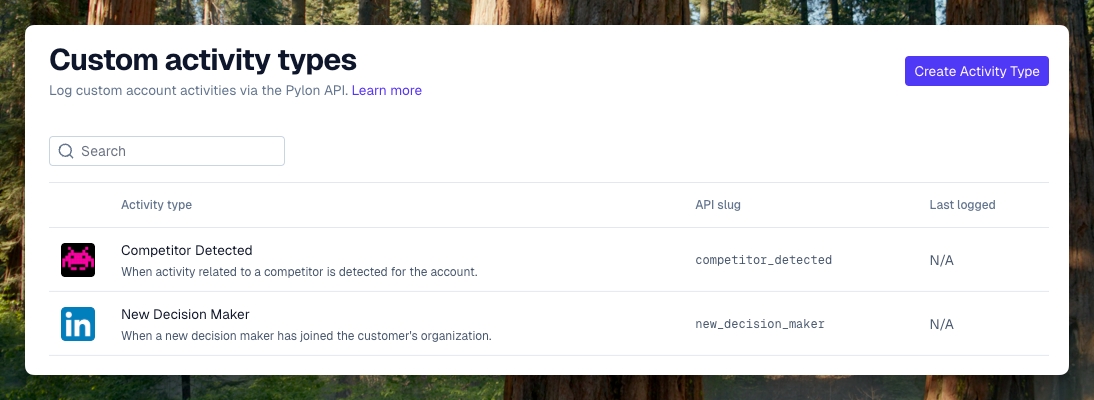 Custom activity types
Log custom account activities via the Pylon API. Learn more
Create Activity Type
Search
Activity type API slug Last logged
Competitor Detected
When activity related to a competitor is detected for the account.
competitor_detected N/A
in
New Decision Maker
When a new decision maker has joined the customer's organization.
new_decision_maker N/A